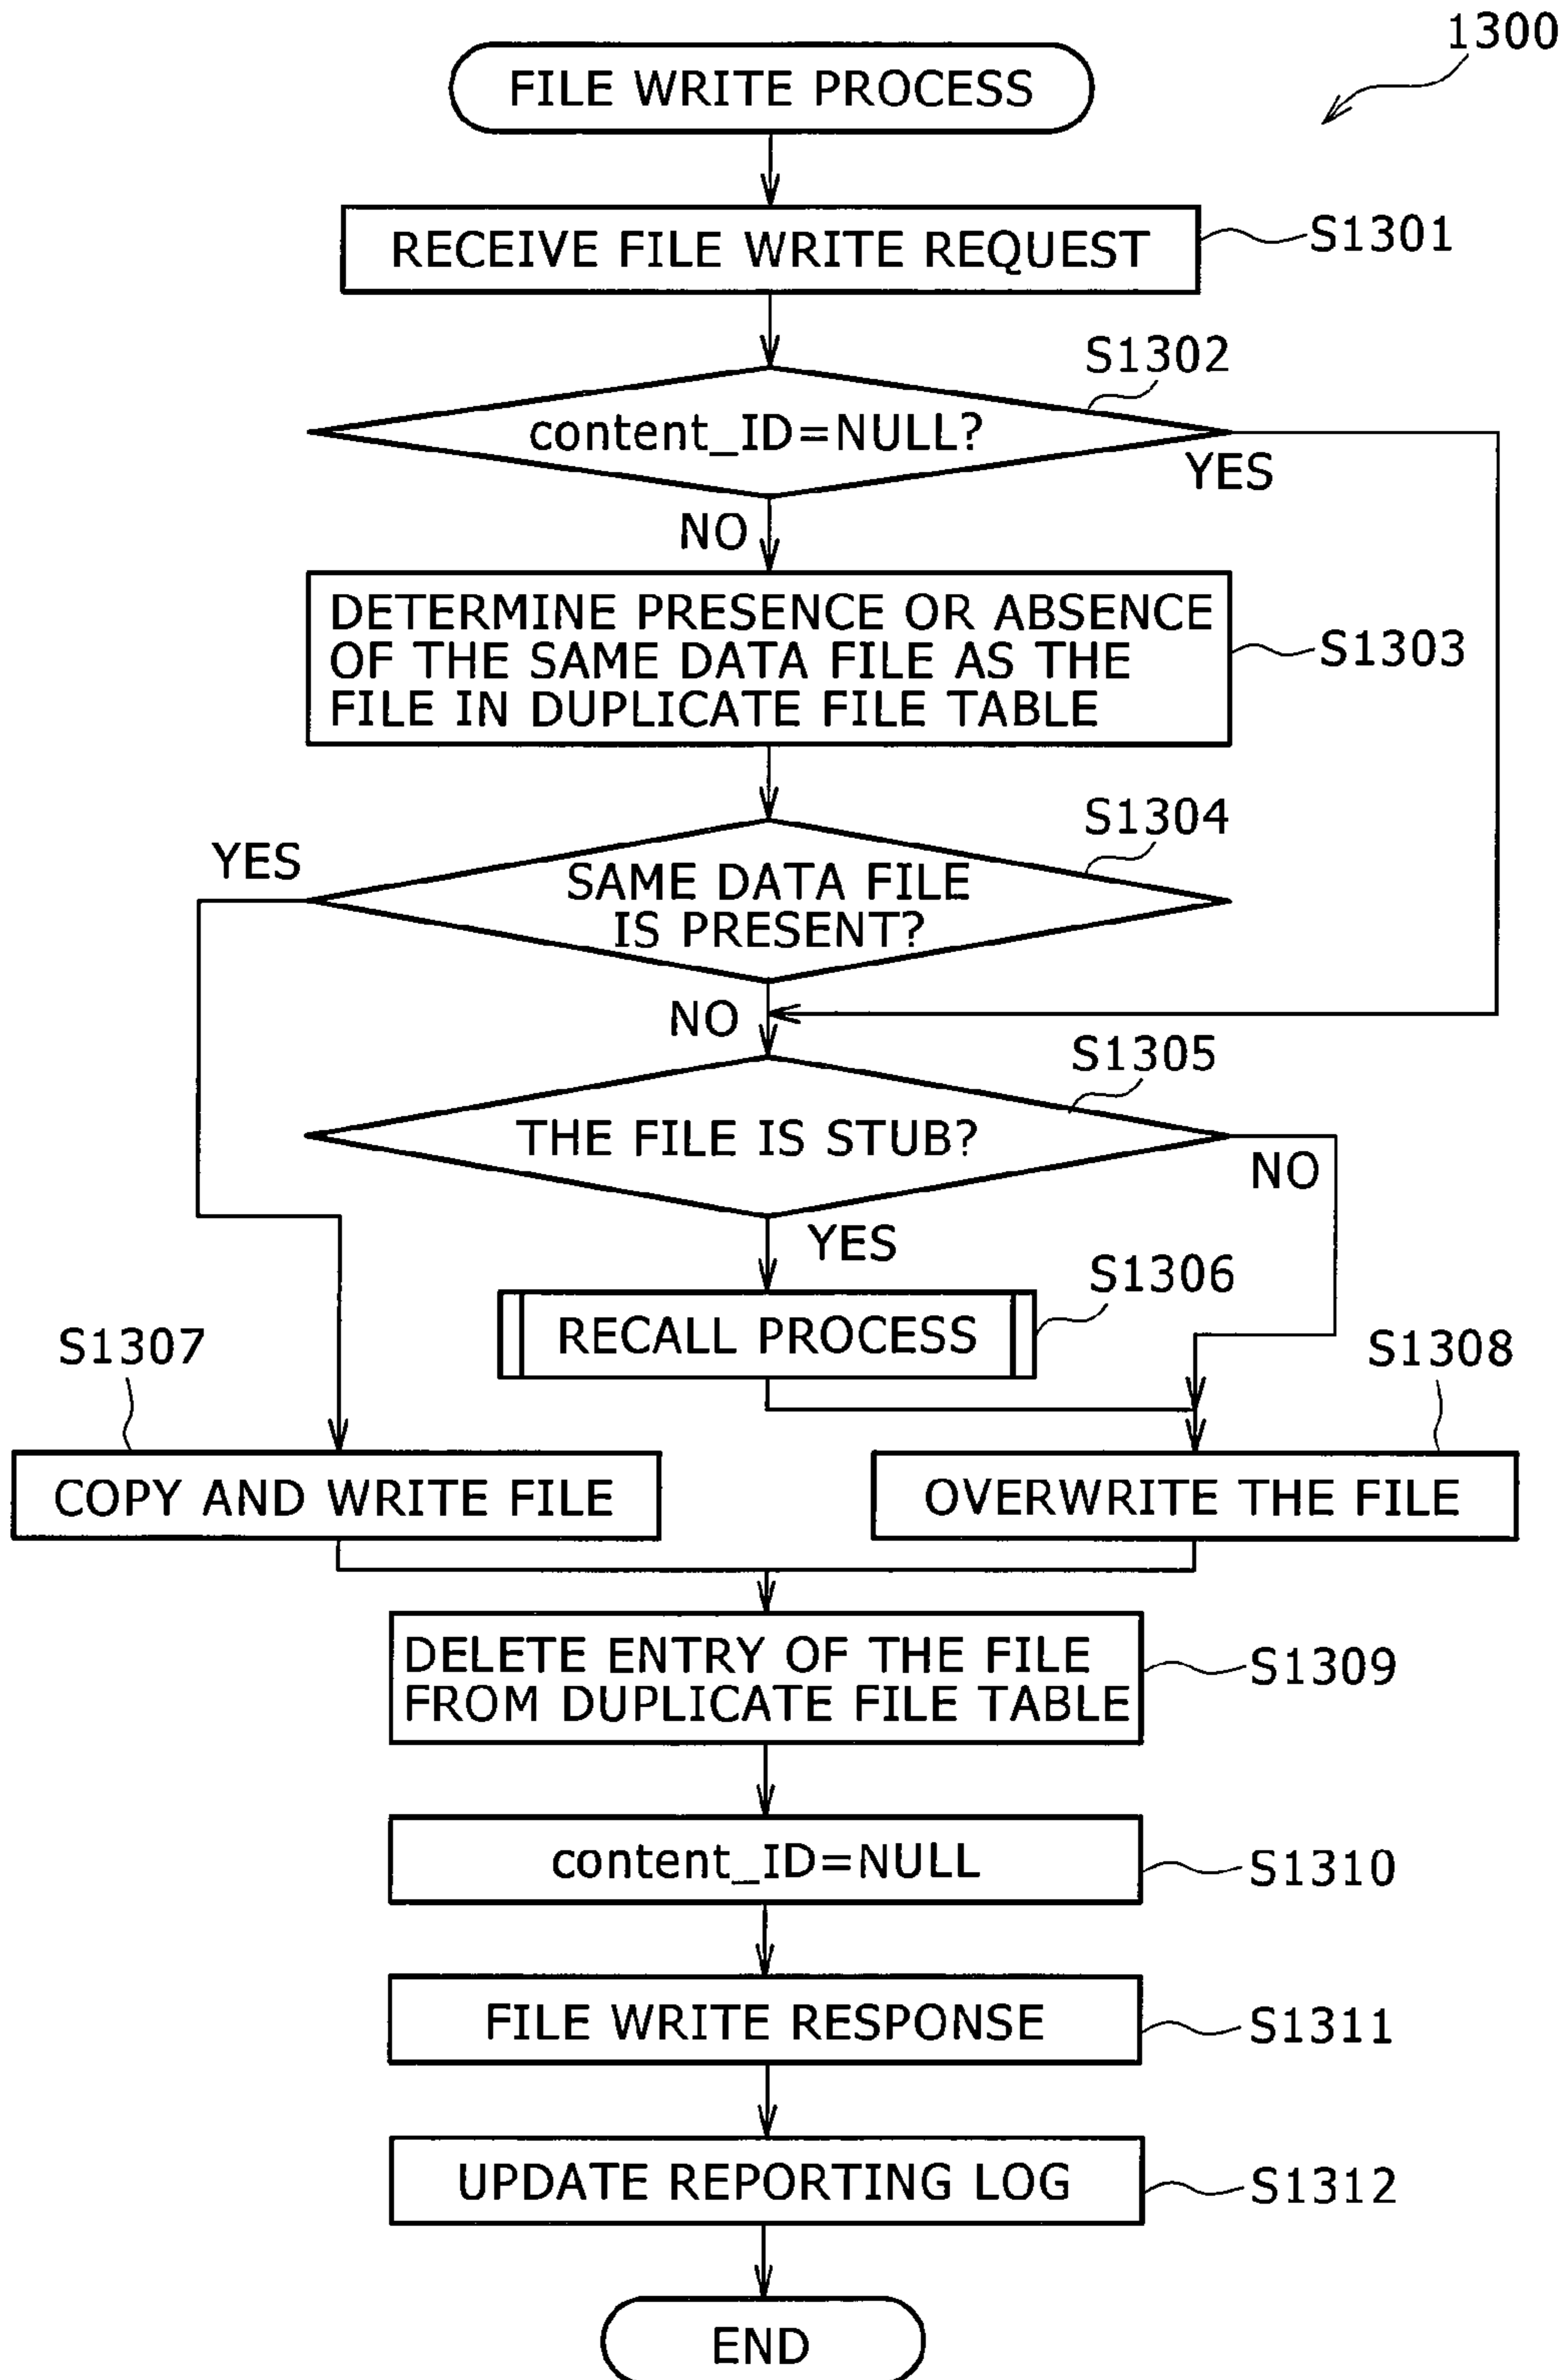 1300
FILE WRITE PROCESS
RECEIVE FILE WRITE REQUEST
S1301
S1302
content_ID=NULL?
YES
NO
DETERMINE PRESENCE OR ABSENCE
OF THE SAME DATA FILE AS THE
FILE IN DUPLICATE FILE TABLE
S1303
S1304
YES
SAME DATA FILE
IS PRESENT?
NO
S1305
THE FILE IS STUB?
NO
YES
S1306
RECALL PROCESS
S1307
S1308
COPY AND WRITE FILE
OVERWRITE THE FILE
DELETE ENTRY OF THE FILE
FROM DUPLICATE FILE TABLE
S1309
content_ID=NULL
S1310
FILE WRITE RESPONSE
S1311
UPDATE REPORTING LOG
S1312
END